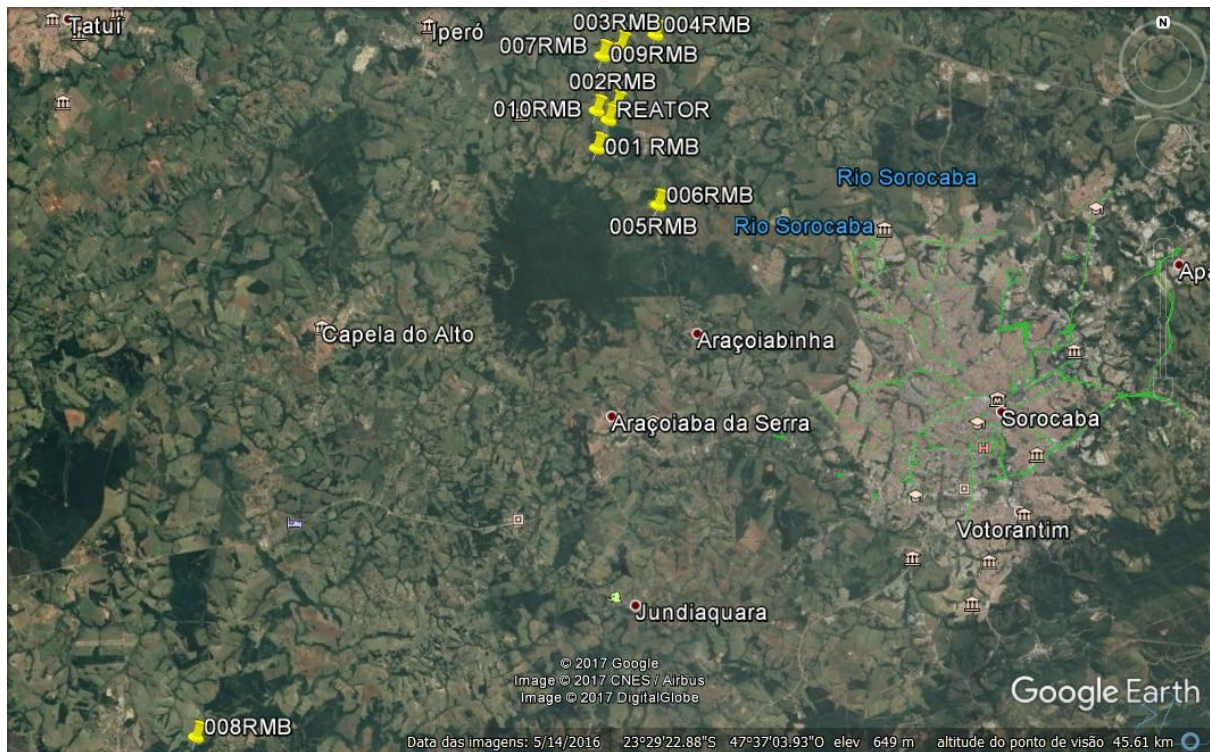 Tatuí
Iperó
003RMB
004RMB
007RMB
009RMB
002RMB
010RMB
REATOR
001 RMB
Rio Sorocaba
006RMB
005RMB
Rio Sorocaba
Apa
Capela do Alto
Araçoiabinha
Araçoiaba da Serra
Sorocaba
H
Votorantim
Jundiaquara
© 2017 Google
Image © 2017 CNES / Airbus
Image © 2017 DigitalGlobe
Google Earth
008RMB
Data das imagens: 5/14/2016 23°29'22.88"S 47°37'03.93"O elev 649 m altitude do ponto de visão 45.61 km
N
M